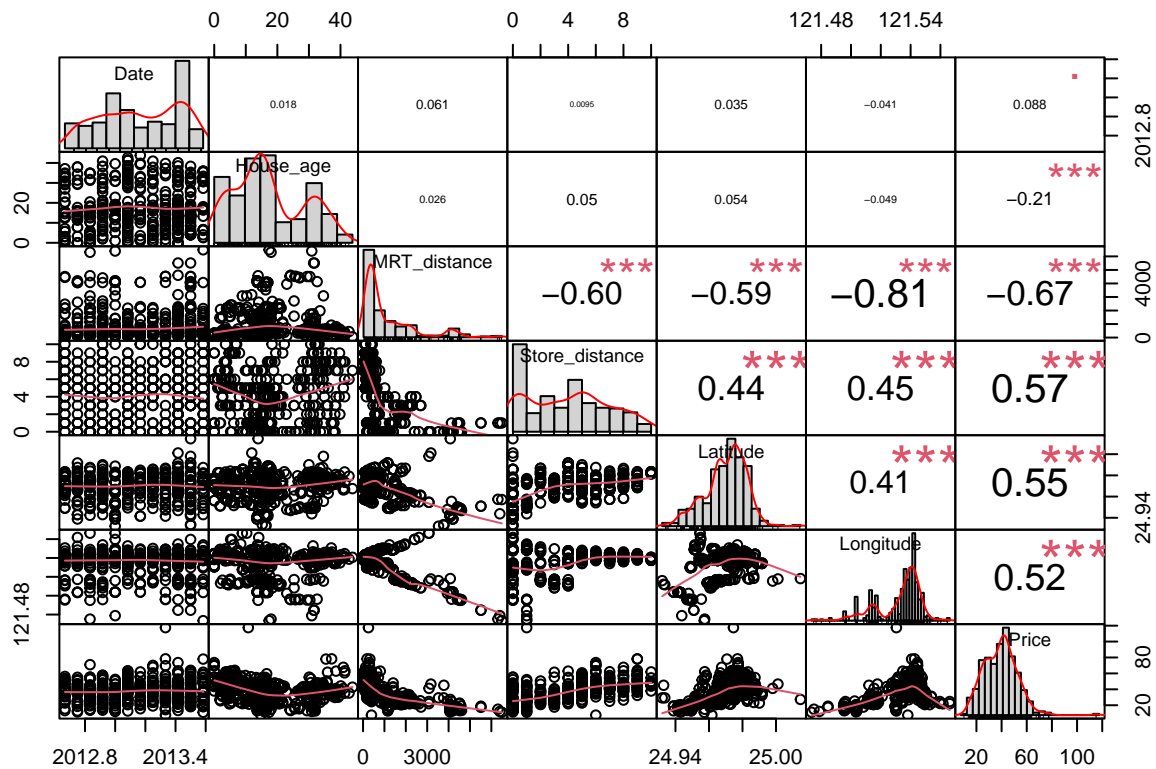 0 20 40 0 4 8 121.48 121.54
Date 0.018 0.061 0.0095 0.035 −0.041 0.088 .
2012.8
House_age 0.026 0.05 0.054 −0.049 −0.21 ***
0 20
MRT_distance −0.60 *** −0.59 *** −0.81 *** −0.67 ***
0 4000
Store_distance 0.44 *** 0.45 *** 0.57 ***
0 4 8
Latitude 0.41 *** 0.55 ***
24.94
Longitude 0.52 ***
121.48
Price
20 80
2012.8 2013.4 0 3000 24.94 25.00 20 60 100